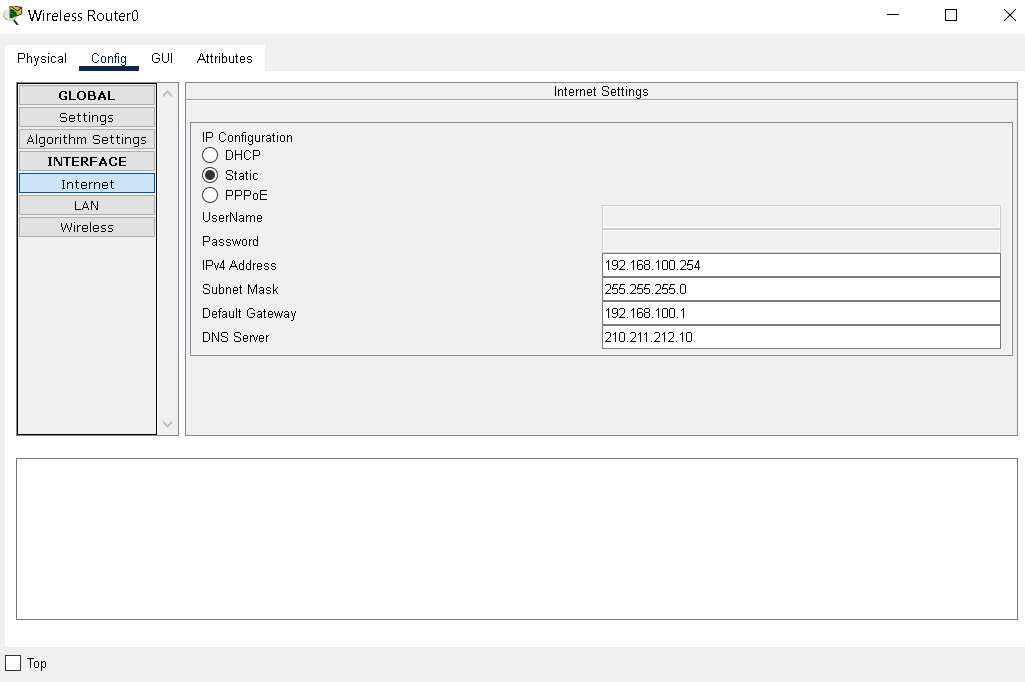 Wireless Router0
Physical Config GUI Attributes
GLOBAL
Settings
Algorithm Settings
INTERFACE
Internet
LAN
Wireless
Internet Settings
IP Configuration
DHCP
Static
PPPoE
UserName
Password
IPv4 Address 192.168.100.254
Subnet Mask 255.255.255.0
Default Gateway 192.168.100.1
DNS Server 210.211.212.10
Top